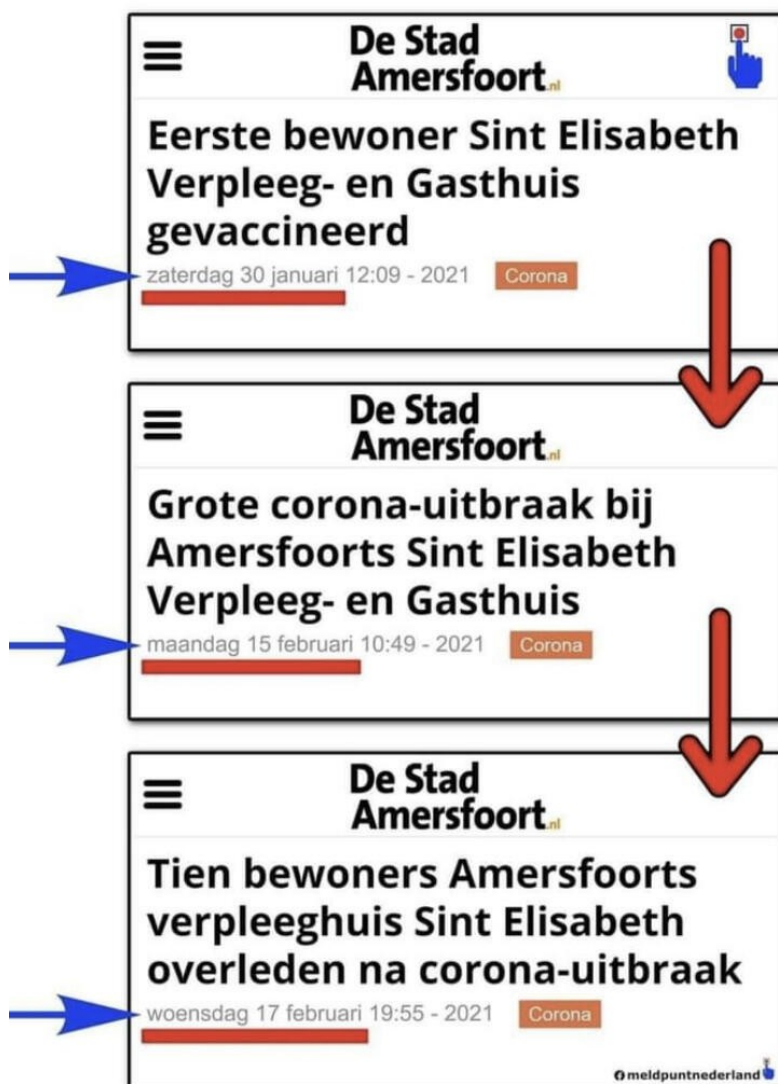 De Stad
Amersfoort.nl
Eerste bewoner Sint Elisabeth
Verpleeg- en Gasthuis
gevaccineerd
zaterdag 30 januari 12:09 - 2021 Corona
De Stad
Amersfoort.nl
Grote corona-uitbraak bij
Amersfoorts Sint Elisabeth
Verpleeg- en Gasthuis
maandag 15 februari 10:49 - 2021 Corona
De Stad
Amersfoort.nl
Tien bewoners Amersfoorts
verpleeghuis Sint Elisabeth
overleden na corona-uitbraak
woensdag 17 februari 19:55 - 2021 Corona
meldpuntnederland